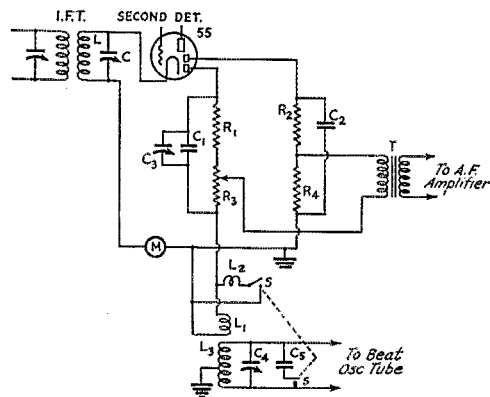 I.F.T.
SECOND DET.
55
L
C
R₁
C₁
C₃
R₃
R₂
C₂
R₄
T
To A.F.
Amplifier
M
L₂
S
L₁
L₃
C₄
C₅
S
To Beat
Osc Tube